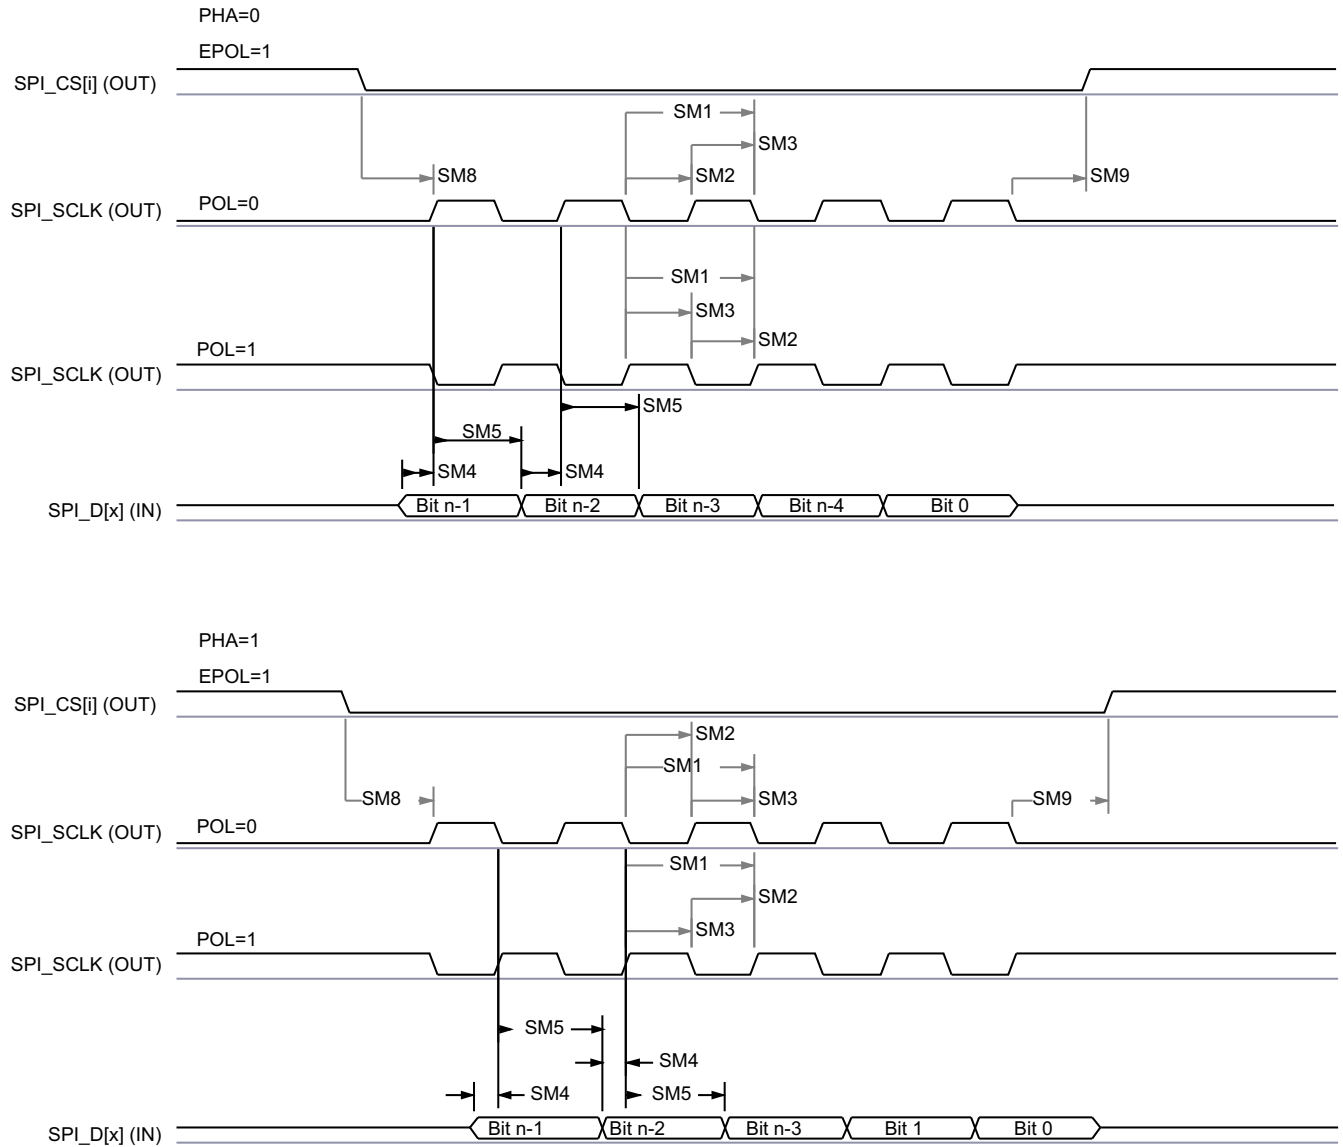 PHA=0
EPOL=1
SPI_CS[i] (OUT)
SM1
SM3
SM8
SM2
SM9
POL=0
SPI_SCLK (OUT)
SM1
SM3
SM2
POL=1
SPI_SCLK (OUT)
SM5
SM5
SM4
SM4
SPI_D[x] (IN)
Bit n-1
Bit n-2
Bit n-3
Bit n-4
Bit 0
PHA=1
EPOL=1
SPI_CS[i] (OUT)
SM2
SM1
SM8
SM3
SM9
POL=0
SPI_SCLK (OUT)
SM1
SM2
SM3
POL=1
SPI_SCLK (OUT)
SM5
SM4
SM4
SM5
SPI_D[x] (IN)
Bit n-1
Bit n-2
Bit n-3
Bit 1
Bit 0